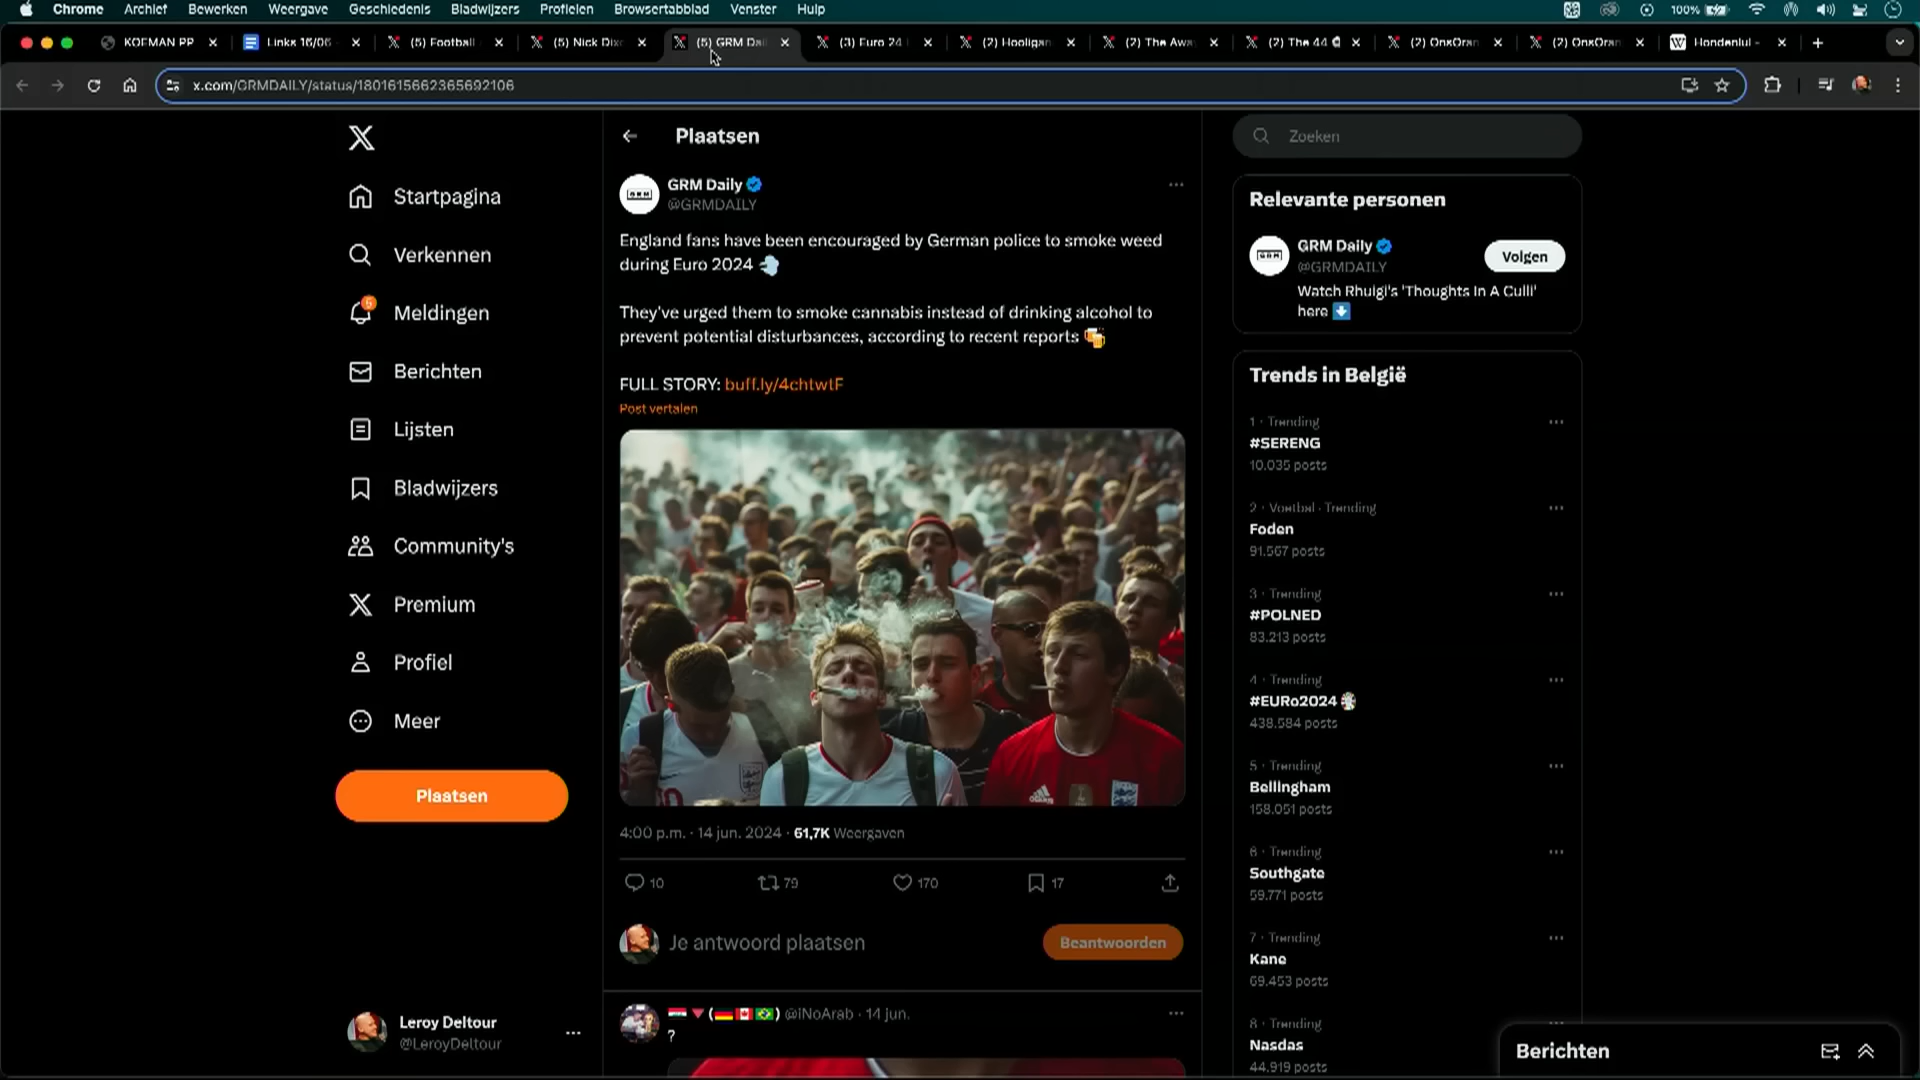 Chrome Archief Bewerken Weergave Geschiedenis Bladwijzers Profielen Browsertabblad Venster Hulp 100%
KOFMAN PP Links 16/06 (5) Football (5) Nick Dix (5) GRM Dai (3) Euro 24 (2) Hooligan (2) The Awa (2) The 44 (2) OnsOran (2) OnsOran Hondenlul -
x.com/GRMDAILY/status/1801615662365692106
Startpagina
Verkennen
5
Meldingen
Berichten
Lijsten
Bladwijzers
Community's
Premium
Profiel
Meer
Plaatsen
Leroy Deltour
@LeroyDeltour
Plaatsen
GRM Daily
@GRMDAILY
England fans have been encouraged by German police to smoke weed
during Euro 2024 💨
They've urged them to smoke cannabis instead of drinking alcohol to
prevent potential disturbances, according to recent reports 🍻
FULL STORY: buff.ly/4chtwtF
Post vertalen
adidas
4:00 p.m. · 14 jun. 2024 · 61,7K Weergaven
10 79 170 17
Je antwoord plaatsen
Beantwoorden
@iNoArab · 14 jun.
?
Zoeken
Relevante personen
GRM Daily
@GRMDAILY
Volgen
Watch Rhuigi's 'Thoughts In A Culli'
here ⬇️
Trends in België
1 · Trending
#SERENG
10.035 posts
2 · Voetbal · Trending
Foden
91.567 posts
3 · Trending
#POLNED
83.213 posts
4 · Trending
#EURo2024
438.584 posts
5 · Trending
Bellingham
158.051 posts
6 · Trending
Southgate
59.771 posts
7 · Trending
Kane
69.453 posts
8 · Trending
Nasdas
44.919 posts
Berichten